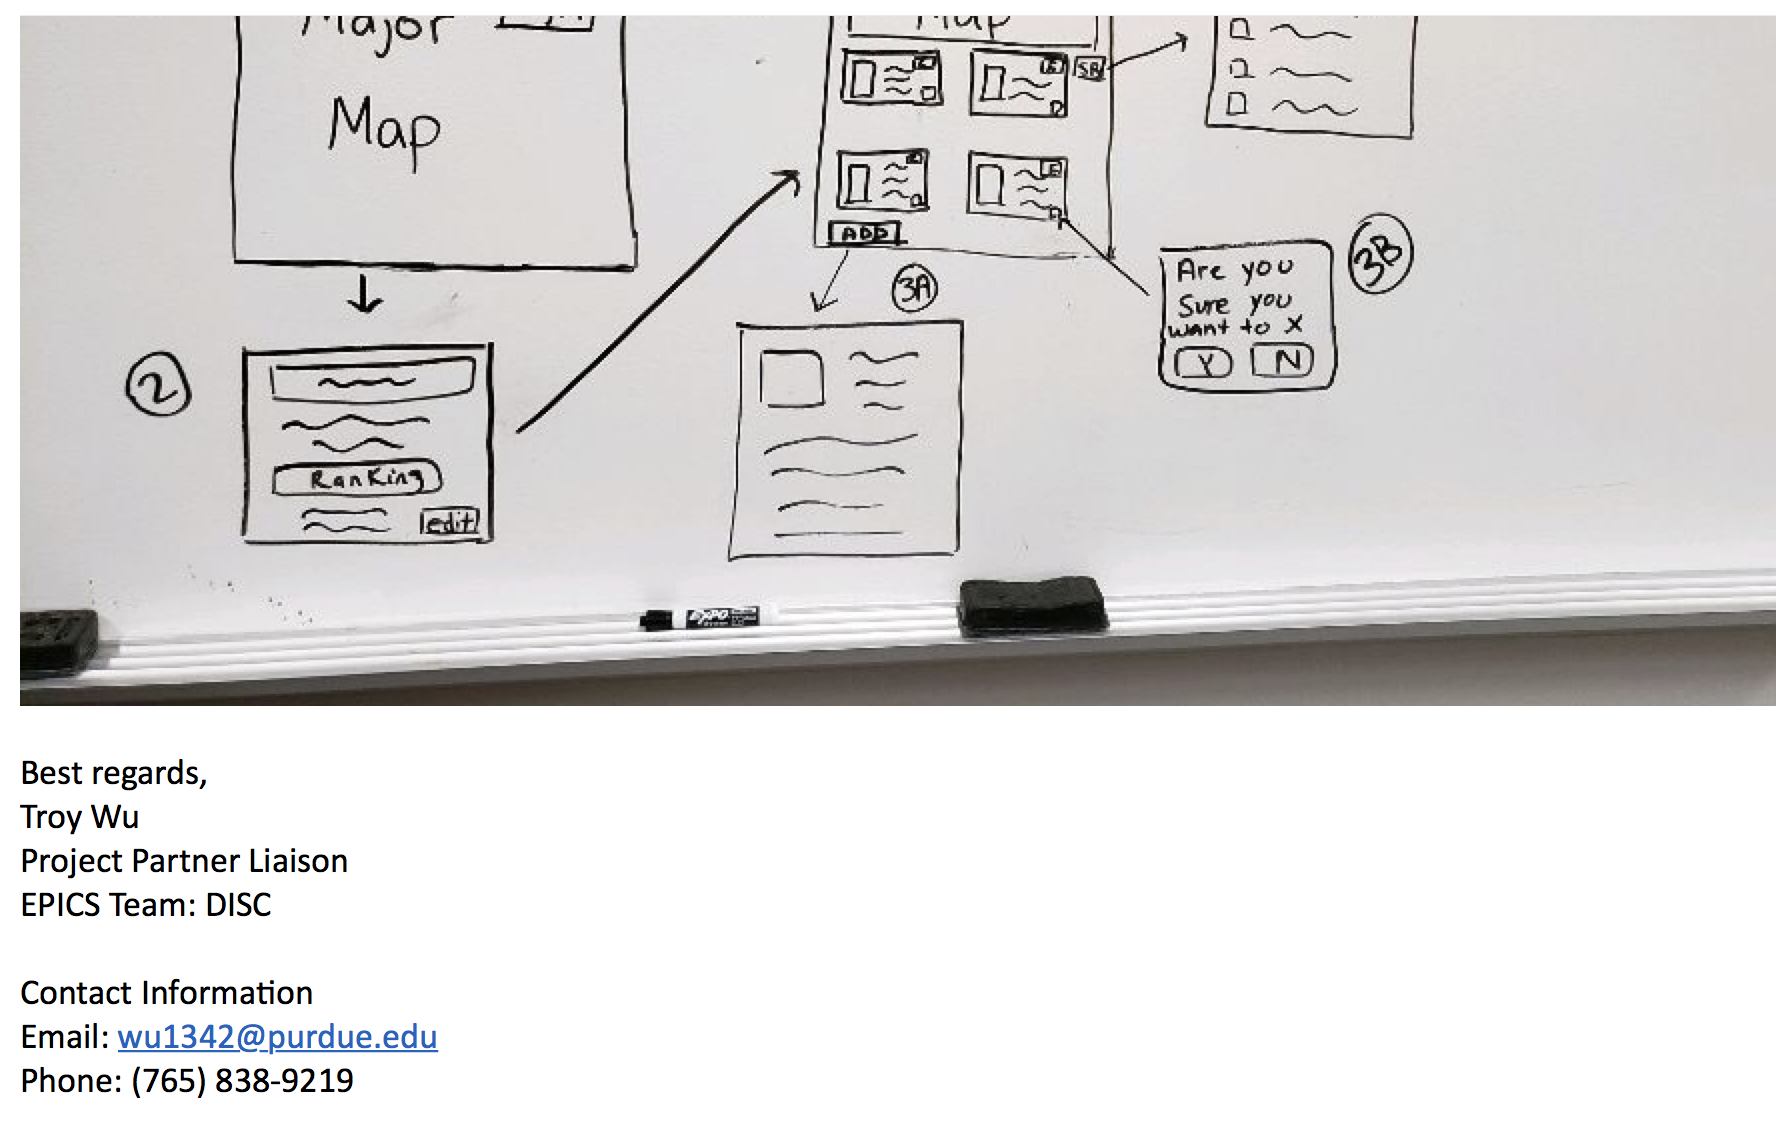 Major
Map
Map
SB
ADD
3A
3B
Are you
Sure you
want to X
Y N
2
Ranking
edit
EXPO
Best regards,
Troy Wu
Project Partner Liaison
EPICS Team: DISC
Contact Information
Email: wu1342@purdue.edu
Phone: (765) 838-9219